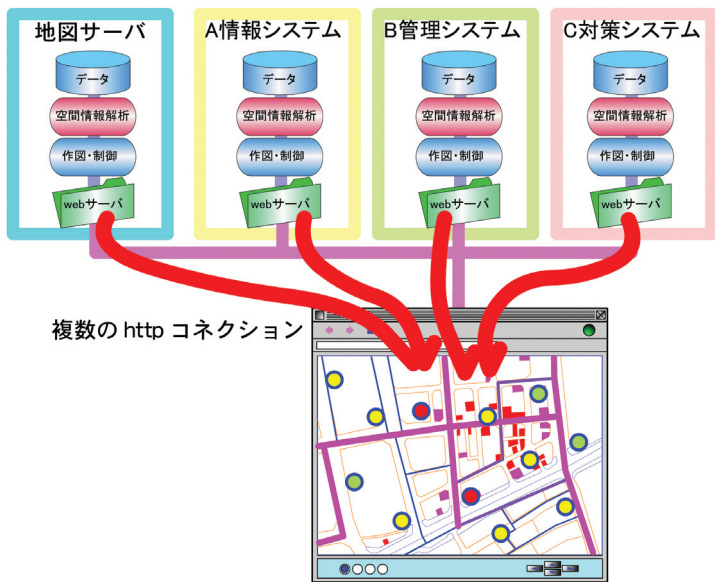 地図サーバ
データ
空間情報解析
作図・制御
webサーバ
A情報システム
データ
空間情報解析
作図・制御
webサーバ
B管理システム
データ
空間情報解析
作図・制御
webサーバ
C対策システム
データ
空間情報解析
作図・制御
webサーバ
複数の http コネクション